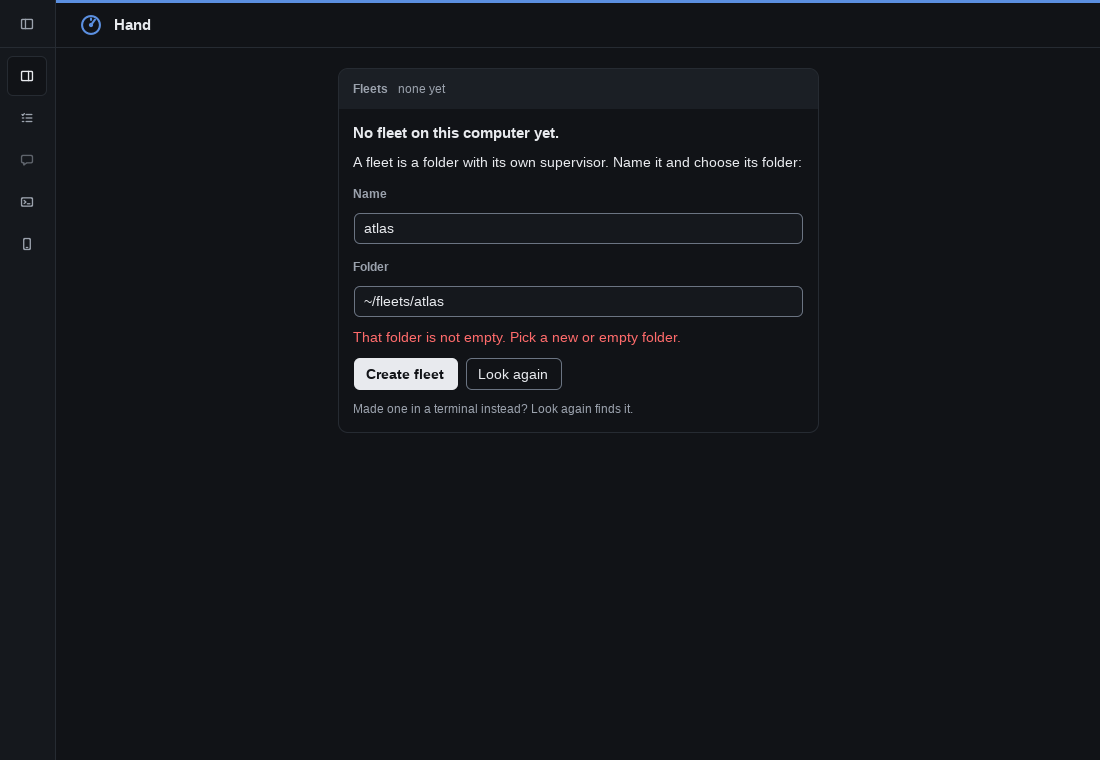 Hand
Fleets none yet
No fleet on this computer yet.
A fleet is a folder with its own supervisor. Name it and choose its folder:
Name
atlas
Folder
~/fleets/atlas
That folder is not empty. Pick a new or empty folder.
Create fleet Look again
Made one in a terminal instead? Look again finds it.